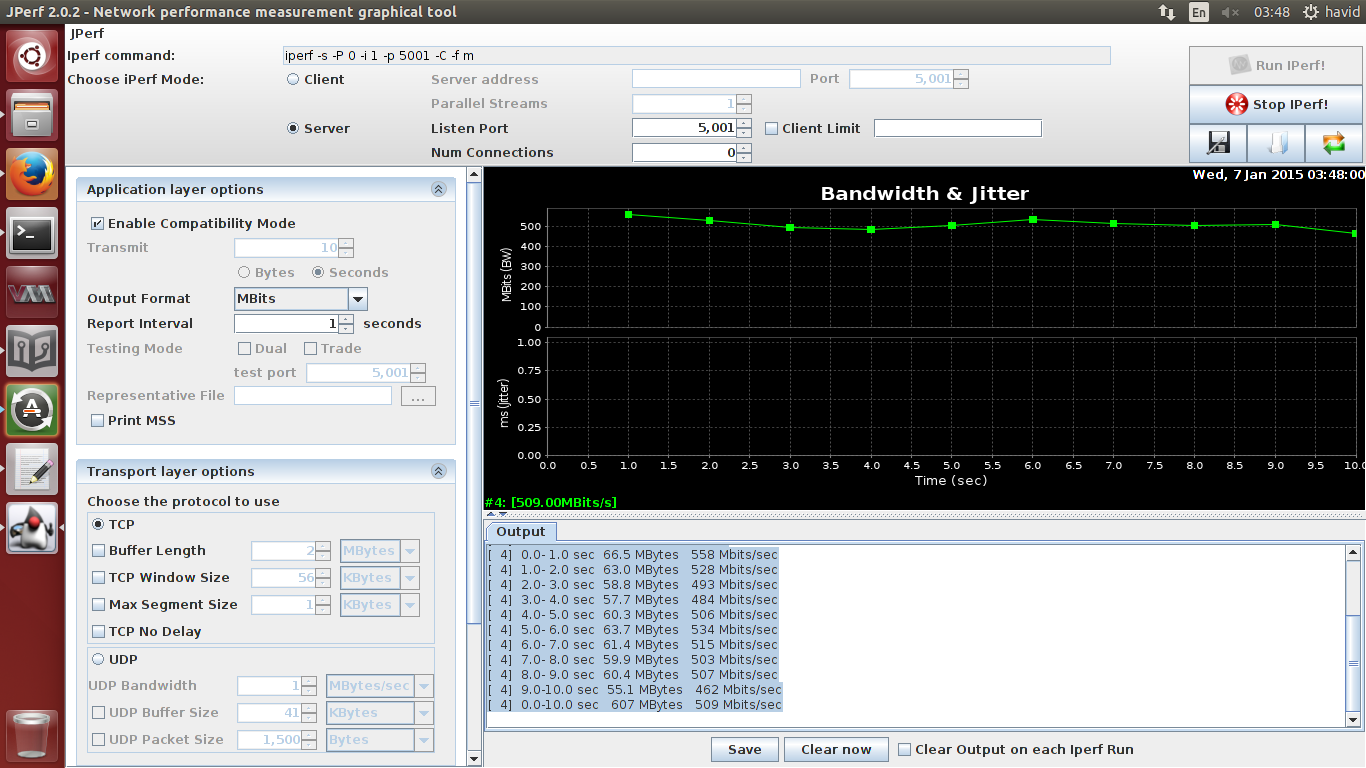 JPerf 2.0.2 - Network performance measurement graphical tool
En 03:48 havid
JPerf
Iperf command: iperf -s -P 0 -i 1 -p 5001 -C -f m
Run IPerf!
Choose iPerf Mode: Client Server address Port 5,001
Parallel Streams 1
Stop IPerf!
Server Listen Port 5,001 Client Limit
Num Connections 0
Application layer options
Enable Compatibility Mode
Transmit 10
Bytes Seconds
Output Format MBits
Report Interval 1 seconds
Testing Mode Dual Trade
test port 5,001
Representative File ...
Print MSS
Transport layer options
Choose the protocol to use
TCP
Buffer Length 2 MBytes
TCP Window Size 56 KBytes
Max Segment Size 1 KBytes
TCP No Delay
UDP
UDP Bandwidth 1 MBytes/sec
UDP Buffer Size 41 KBytes
UDP Packet Size 1,500 Bytes
Wed, 7 Jan 2015 03:48:00
Bandwidth & Jitter
MBits (BW)
500
400
300
200
100
0
ms (Jitter)
1.00
0.75
0.50
0.25
0.00
0.0 0.5 1.0 1.5 2.0 2.5 3.0 3.5 4.0 4.5 5.0 5.5 6.0 6.5 7.0 7.5 8.0 8.5 9.0 9.5 10.0
Time (sec)
#4: [509.00MBits/s]
Output
[ 4] 0.0- 1.0 sec 66.5 MBytes 558 Mbits/sec
[ 4] 1.0- 2.0 sec 63.0 MBytes 528 Mbits/sec
[ 4] 2.0- 3.0 sec 58.8 MBytes 493 Mbits/sec
[ 4] 3.0- 4.0 sec 57.7 MBytes 484 Mbits/sec
[ 4] 4.0- 5.0 sec 60.3 MBytes 506 Mbits/sec
[ 4] 5.0- 6.0 sec 63.7 MBytes 534 Mbits/sec
[ 4] 6.0- 7.0 sec 61.4 MBytes 515 Mbits/sec
[ 4] 7.0- 8.0 sec 59.9 MBytes 503 Mbits/sec
[ 4] 8.0- 9.0 sec 60.4 MBytes 507 Mbits/sec
[ 4] 9.0-10.0 sec 55.1 MBytes 462 Mbits/sec
[ 4] 0.0-10.0 sec 607 MBytes 509 Mbits/sec
Save Clear now Clear Output on each Iperf Run